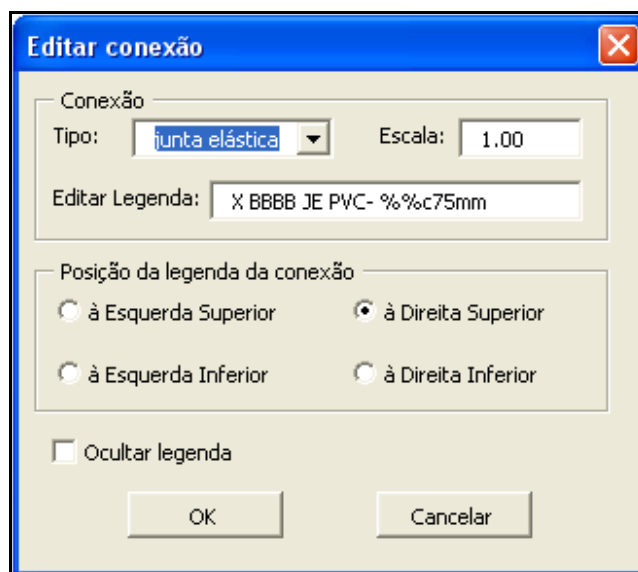 Editar conexão
Conexão
Tipo: junta elástica Escala: 1.00
Editar Legenda: X BBBB JE PVC- %%c75mm
Posição da legenda da conexão
à Esquerda Superior à Direita Superior
à Esquerda Inferior à Direita Inferior
Ocultar legenda
OK Cancelar